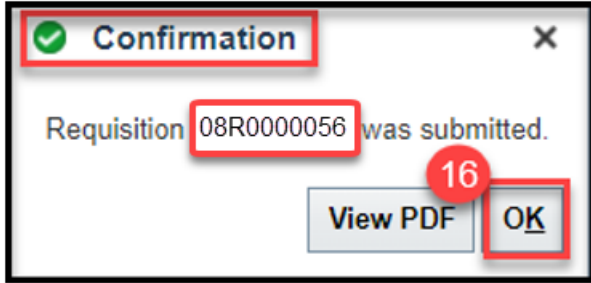 Confirmation ×
Requisition 08R0000056 was submitted.
16
View PDF OK